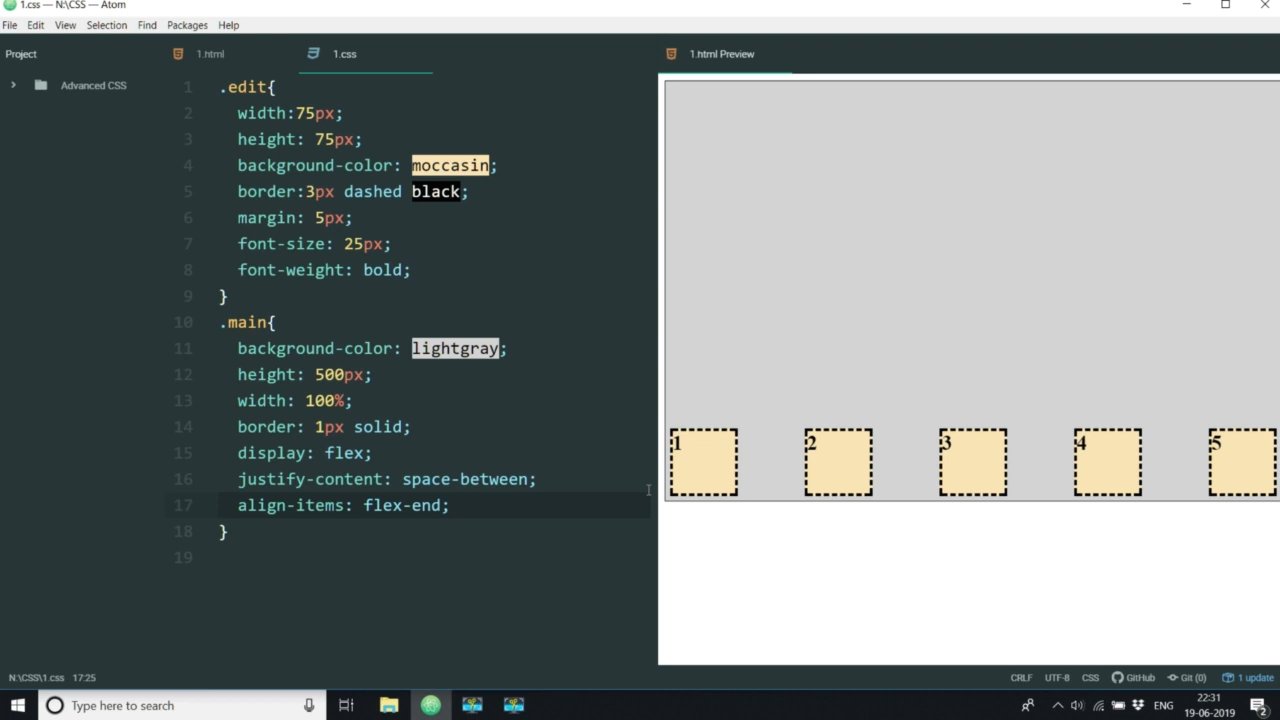 1.css — N:\CSS — Atom
File Edit View Selection Find Packages Help
Project
1.html
1.css
1.html Preview
Advanced CSS
1 .edit{
2 width:75px;
3 height: 75px;
4 background-color: moccasin;
5 border:3px dashed black;
6 margin: 5px;
7 font-size: 25px;
8 font-weight: bold;
9 }
10 .main{
11 background-color: lightgray;
12 height: 500px;
13 width: 100%;
14 border: 1px solid;
15 display: flex;
16 justify-content: space-between;
17 align-items: flex-end;
18 }
19
1 2 3 4 5
N:\CSS\1.css 17:25
CRLF UTF-8 CSS GitHub Git (0) 1 update
Type here to search
ENG
22:31
19-06-2019
2